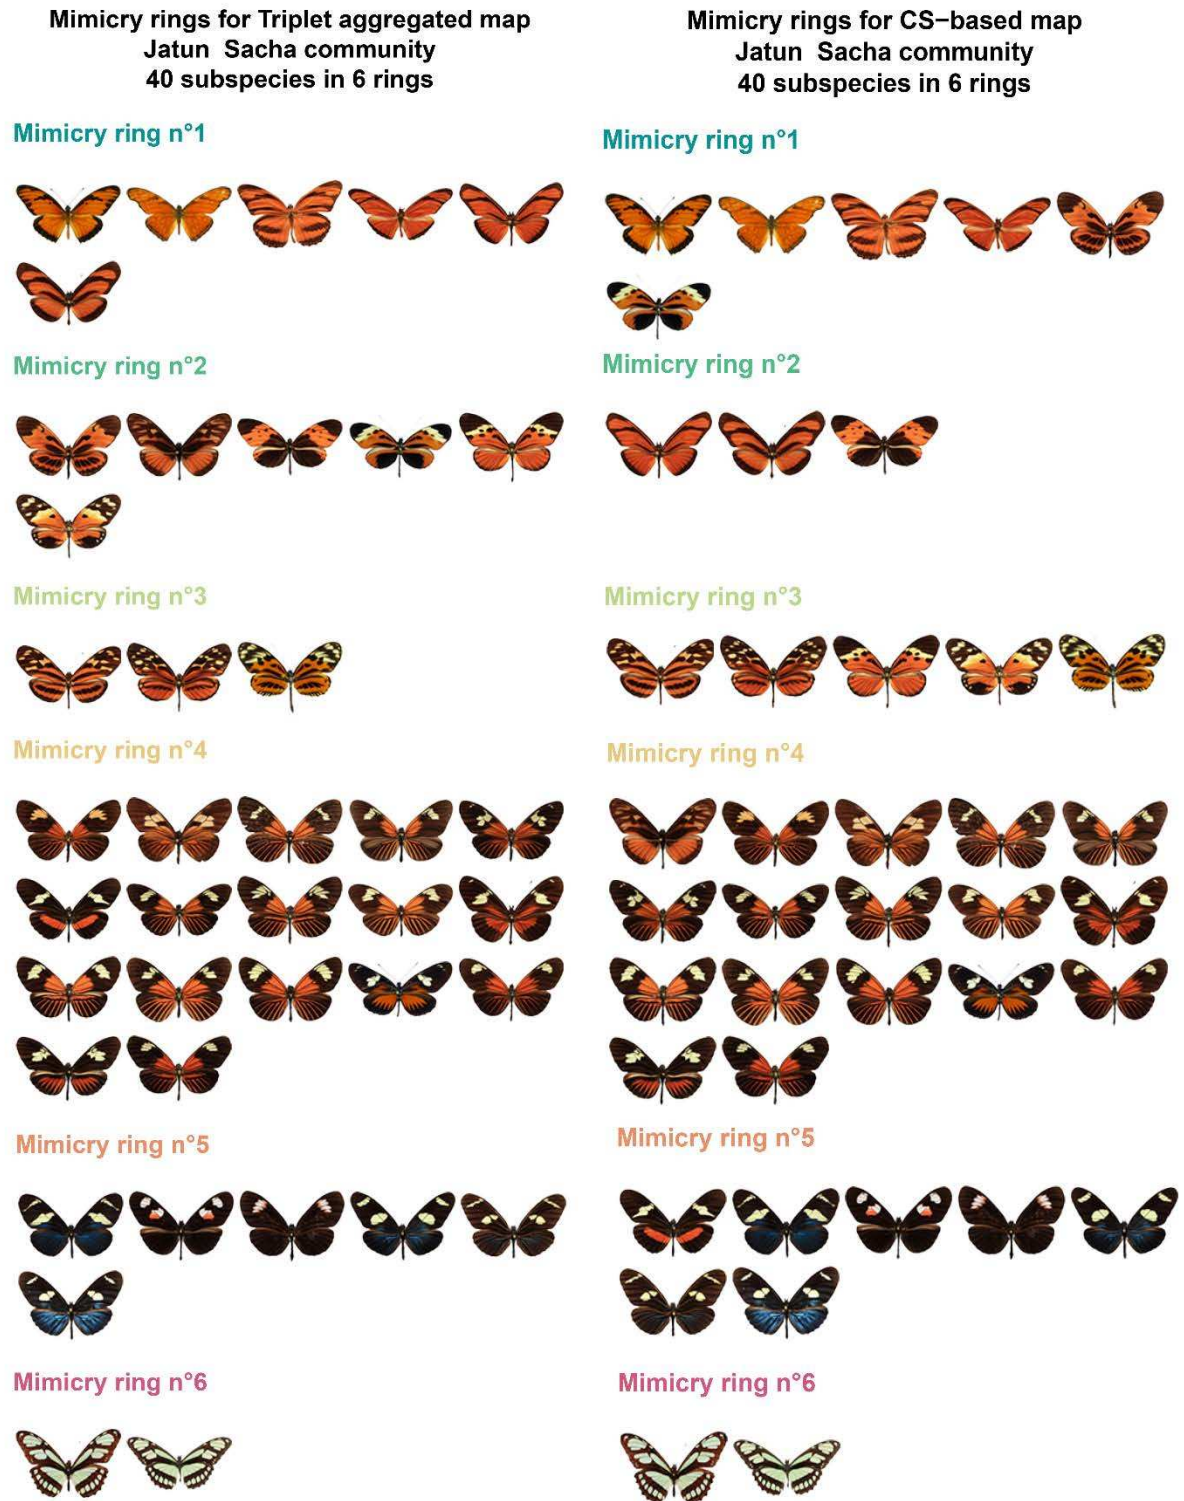 Mimicry rings for Triplet aggregated map
Jatun Sacha community
40 subspecies in 6 rings
Mimicry ring n°1
Mimicry ring n°2
Mimicry ring n°3
Mimicry ring n°4
Mimicry ring n°5
Mimicry ring n°6
Mimicry rings for CS−based map
Jatun Sacha community
40 subspecies in 6 rings
Mimicry ring n°1
Mimicry ring n°2
Mimicry ring n°3
Mimicry ring n°4
Mimicry ring n°5
Mimicry ring n°6